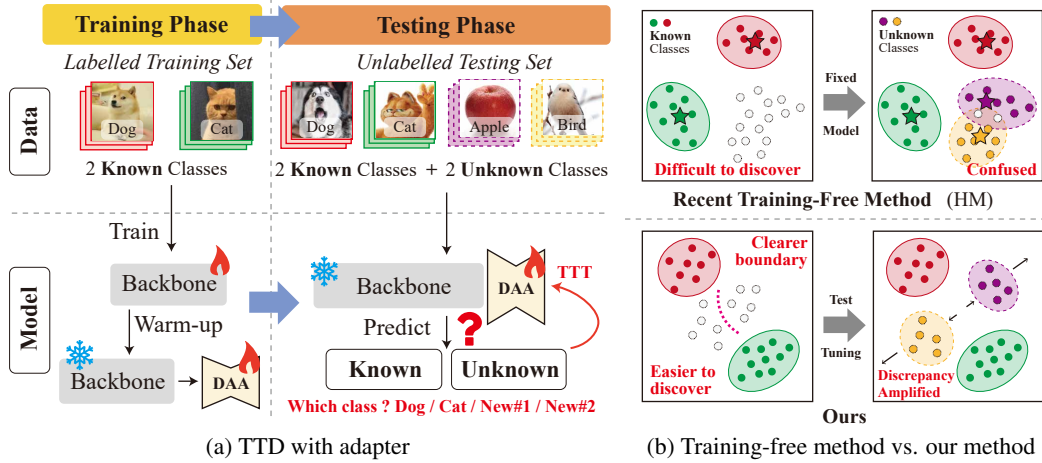 Training Phase
Testing Phase
Labelled Training Set
Unlabelled Testing Set
Data
Dog
Cat
Dog
Cat
Apple
Bird
2 Known Classes
2 Known Classes + 2 Unknown Classes
Model
Train
Backbone
Warm-up
Backbone
DAA
Backbone
DAA
TTT
Predict
?
Known
Unknown
Which class ? Dog / Cat / New#1 / New#2
(a) TTD with adapter
Known
Classes
Difficult to discover
Fixed
Model
Unknown
Classes
Confused
Recent Training-Free Method (HM)
Clearer
boundary
Easier to
discover
Test
Tuning
Discrepancy
Amplified
Ours
(b) Training-free method vs. our method